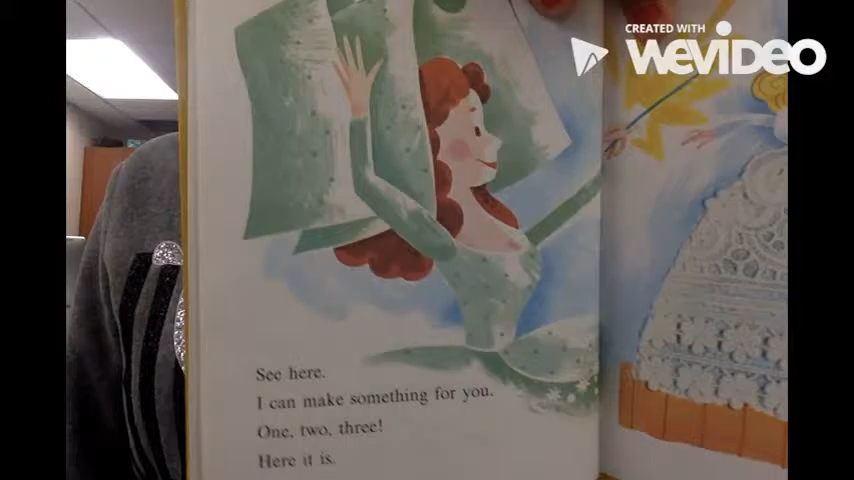 CREATED WITH
WEVIDEO
See here.
I can make something for you.
One, two, three!
Here it is.